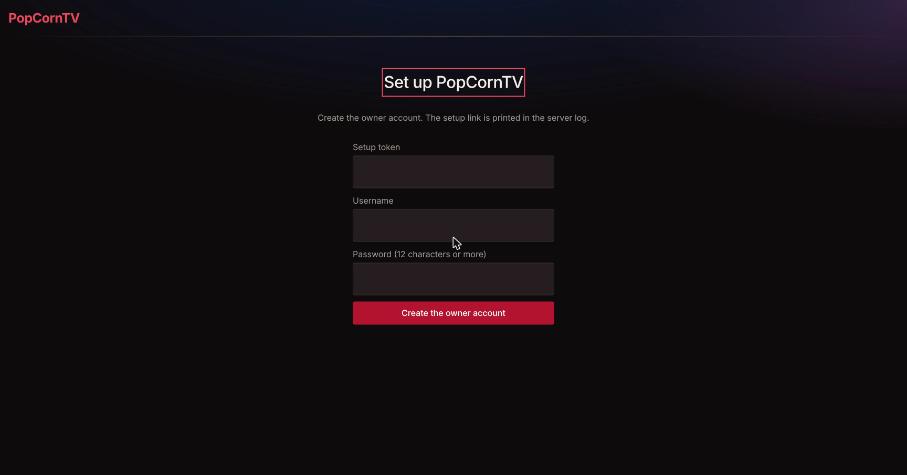 PopCornTV
Set up PopCornTV
Create the owner account. The setup link is printed in the server log.
Setup token
Username
Password (12 characters or more)
Create the owner account